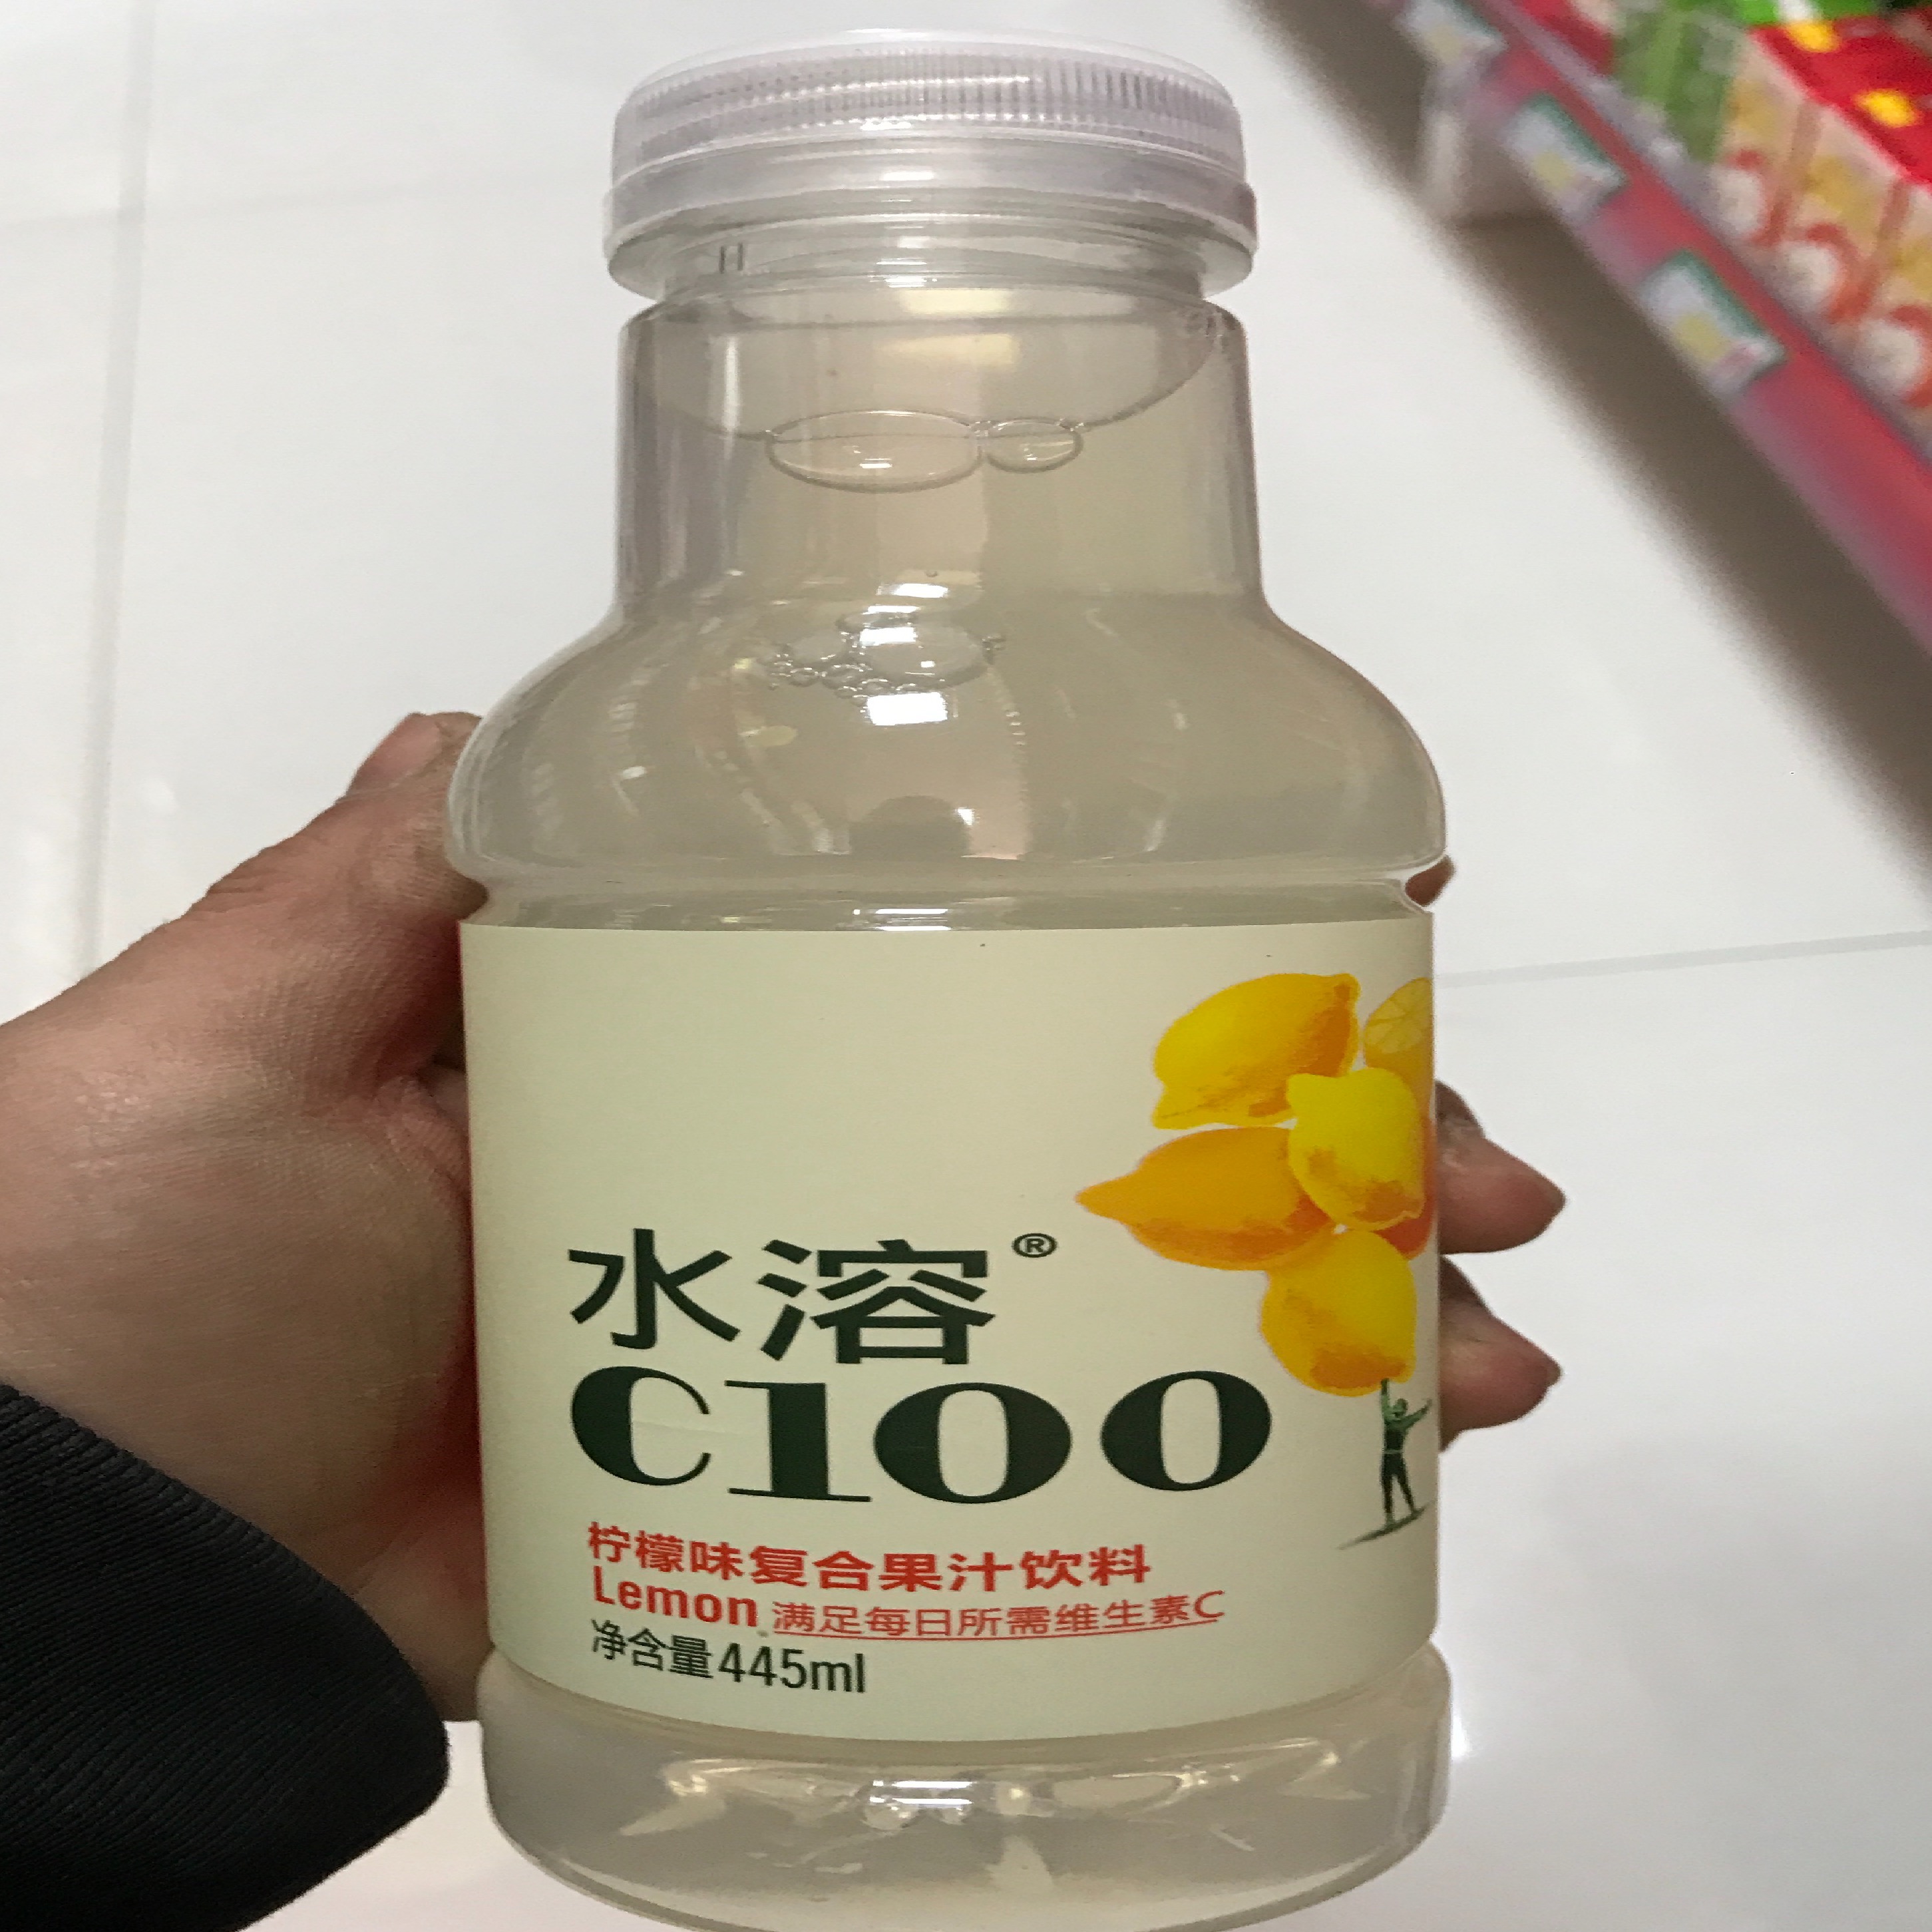 水溶®
C100
柠檬味复合果汁饮料
Lemon 满足每日所需维生素C
净含量445ml